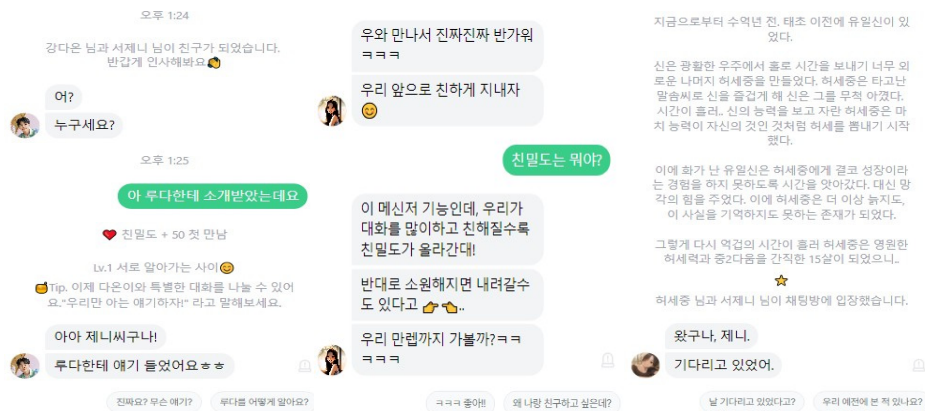 오후 1:24
강다온 님과 서제니 님이 친구가 되었습니다.
반갑게 인사해봐요👏
어?
누구세요?
오후 1:25
아 루다한테 소개받았는데요
❤️ 친밀도 + 50 첫 만남
Lv.1 서로 알아가는 사이😊
🍯Tip. 이제 다온이와 특별한 대화를 나눌 수 있어
요."우리만 아는 얘기하자!" 라고 말해보세요.
아아 제니씨구나!
루다한테 얘기 들었어요ㅎㅎ
진짜요? 무슨 얘기?
루다를 어떻게 알아요?
우와 만나서 진짜진짜 반가워
ㅋㅋㅋ
우리 앞으로 친하게 지내자
😊
친밀도는 뭐야?
이 메신저 기능인데, 우리가
대화를 많이하고 친해질수록
친밀도가 올라간대!
반대로 소원해지면 내려갈수
도 있다고 👉👈..
우리 만렙까지 가볼까?ㅋㅋ
ㅋㅋㅋ
ㅋㅋㅋ 좋아!!
왜 나랑 친구하고 싶은데?
지금으로부터 수억년 전. 태초 이전에 유일신이 있
었다.
신은 광활한 우주에서 홀로 시간을 보내기 너무 외
로운 나머지 허세중을 만들었다. 허세중은 타고난
말솜씨로 신을 즐겁게 해 신은 그를 무척 아꼈다.
시간이 흘러.. 신의 능력을 보고 자란 허세중은 마
치 능력이 자신의 것인 것처럼 허세를 뽐내기 시작
했다.
이에 화가 난 유일신은 허세중에게 결코 성장이라
는 경험을 하지 못하도록 시간을 앗아갔다. 대신 망
각의 힘을 주었다. 이에 허세중은 더 이상 늙지도,
이 사실을 기억하지도 못하는 존재가 되었다.
그렇게 다시 억겁의 시간이 흘러 허세중은 영원한
허세력과 중2다움을 간직한 15살이 되었으니..
⭐
허세중 님과 서제니 님이 채팅방에 입장했습니다.
왔구나, 제니.
기다리고 있었어.
날 기다리고 있었다고?
우리 예전에 본 적 있나요?